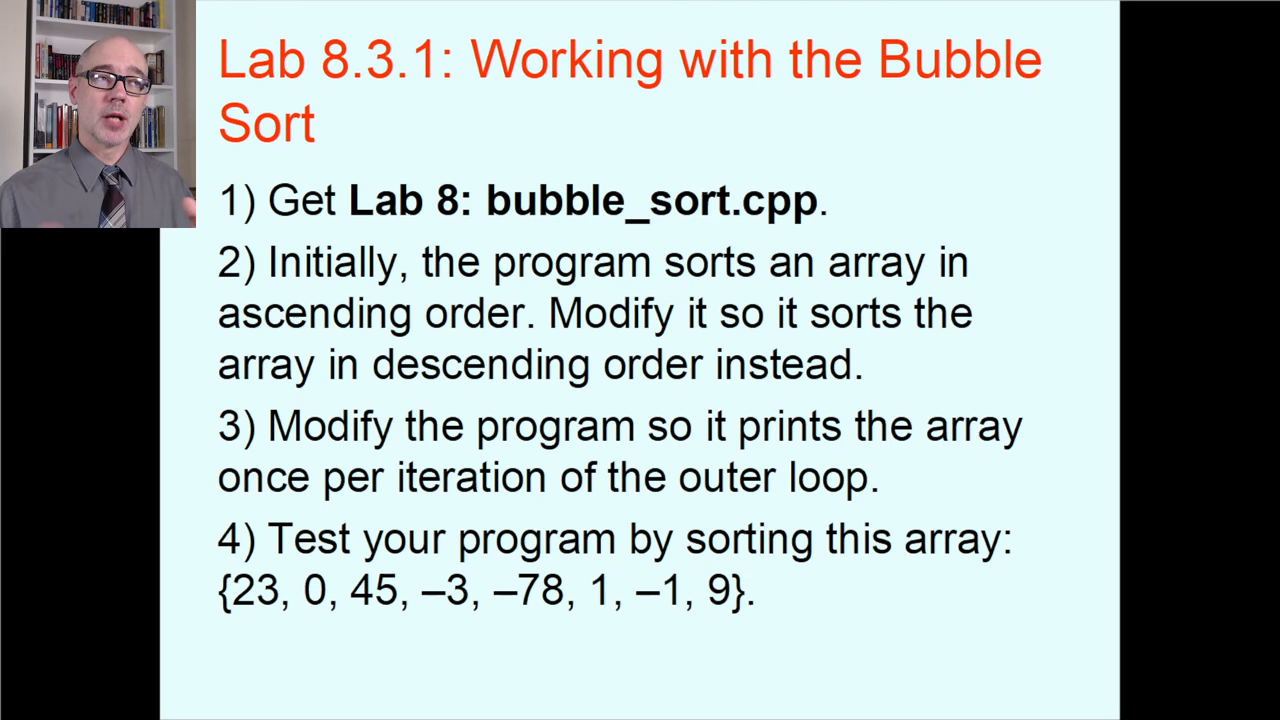 Lab 8.3.1: Working with the Bubble
Sort
1) Get Lab 8: bubble_sort.cpp.
2) Initially, the program sorts an array in
ascending order. Modify it so it sorts the
array in descending order instead.
3) Modify the program so it prints the array
once per iteration of the outer loop.
4) Test your program by sorting this array:
{23, 0, 45, –3, –78, 1, –1, 9}.